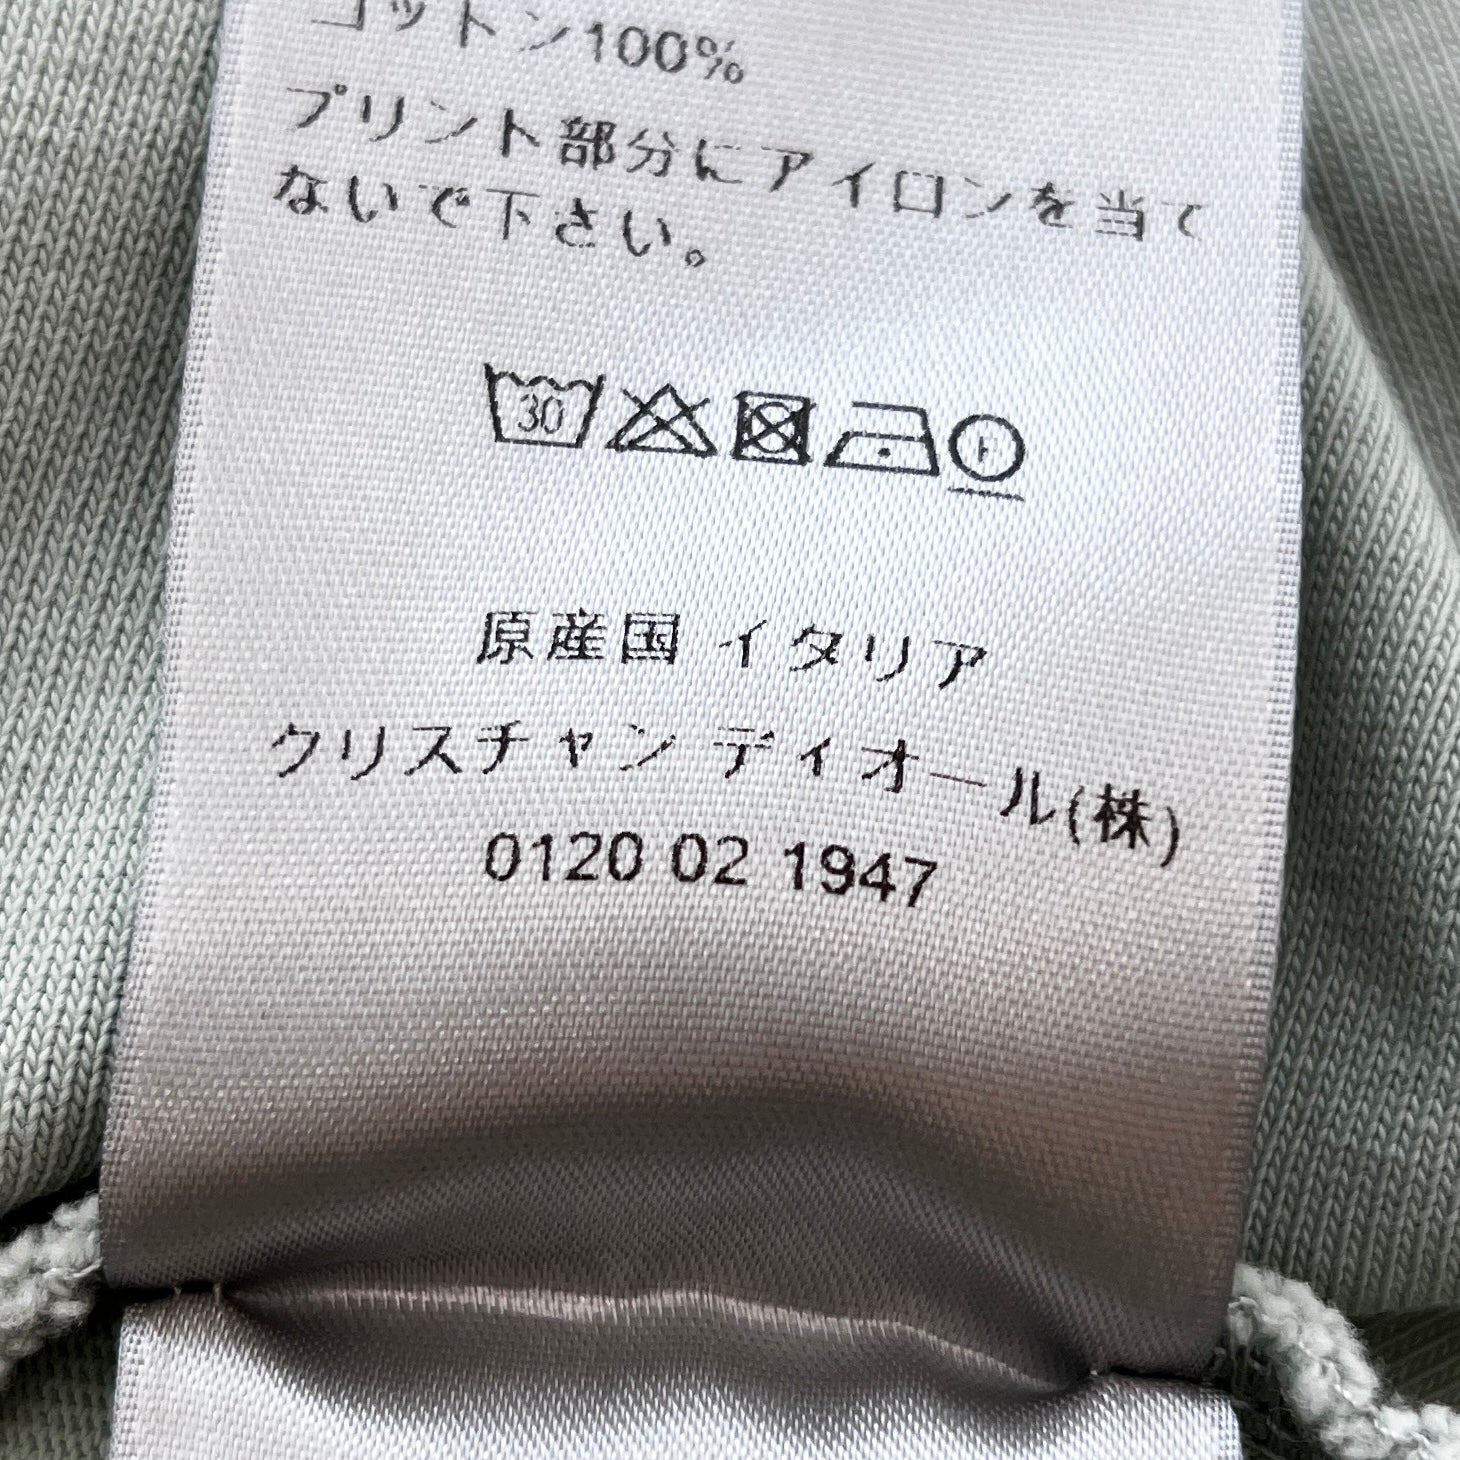 コットン100%
プリント部分にアイロンを当て
ないで下さい。
30
原産国 イタリア
クリスチャン ディオール(株)
0120 02 1947